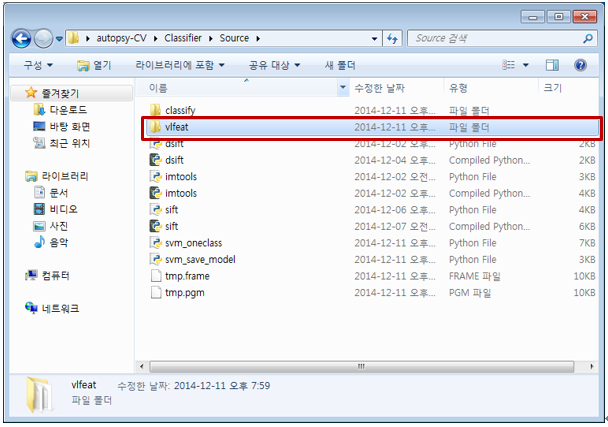 autopsy-CV ▸ Classifier ▸ Source ▸
Source 검색
구성 열기 라이브러리에 포함 공유 대상 새 폴더
즐겨찾기
다운로드
바탕 화면
최근 위치
라이브러리
문서
비디오
사진
음악
컴퓨터
네트워크
이름 수정한 날짜 유형 크기
classify 2014-12-11 오후... 파일 폴더
vlfeat 2014-12-11 오후... 파일 폴더
dsift 2014-12-02 오후... Python File 2KB
dsift 2014-12-04 오후... Compiled Python... 2KB
imtools 2014-12-02 오전... Python File 3KB
imtools 2014-12-02 오후... Compiled Python... 4KB
sift 2014-12-06 오후... Python File 4KB
sift 2014-12-07 오전... Compiled Python... 6KB
svm_oneclass 2014-12-11 오후... Python File 7KB
svm_save_model 2014-12-11 오후... Python File 3KB
tmp.frame 2014-12-11 오후... FRAME 파일 10KB
tmp.pgm 2014-12-11 오후... PGM 파일 10KB
vlfeat 수정한 날짜: 2014-12-11 오후 7:59
파일 폴더